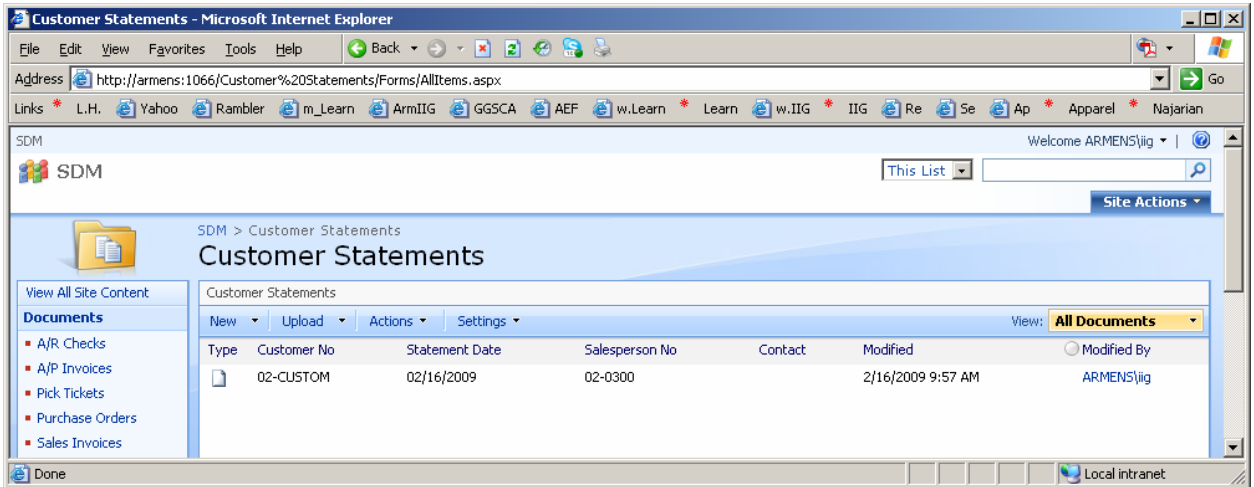 Customer Statements - Microsoft Internet Explorer
File Edit View Favorites Tools Help Back
Address http://armens:1066/Customer%20Statements/Forms/AllItems.aspx Go
Links L.H. Yahoo Rambler m_Learn ArmIIG GGSCA AEF w.Learn Learn w.IIG IIG Re Se Ap Apparel Najarian
SDM Welcome ARMENS\iig
SDM This List
Site Actions
SDM > Customer Statements
Customer Statements
View All Site Content Customer Statements
Documents New Upload Actions Settings View: All Documents
A/R Checks Type Customer No Statement Date Salesperson No Contact Modified Modified By
A/P Invoices 02-CUSTOM 02/16/2009 02-0300 2/16/2009 9:57 AM ARMENS\iig
Pick Tickets
Purchase Orders
Sales Invoices
Done Local intranet